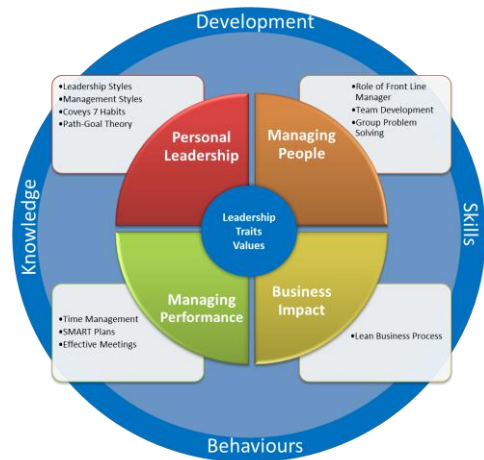 Development
•Leadership Styles
•Management Styles
•Coveys 7 Habits
•Path-Goal Theory
•Role of Front Line
Manager
•Team Development
•Group Problem
Solving
Personal
Leadership
Managing
People
Knowledge
Leadership
Traits
Values
Skills
Managing
Performance
Business
Impact
•Time Management
•SMART Plans
•Effective Meetings
•Lean Business Process
Behaviours